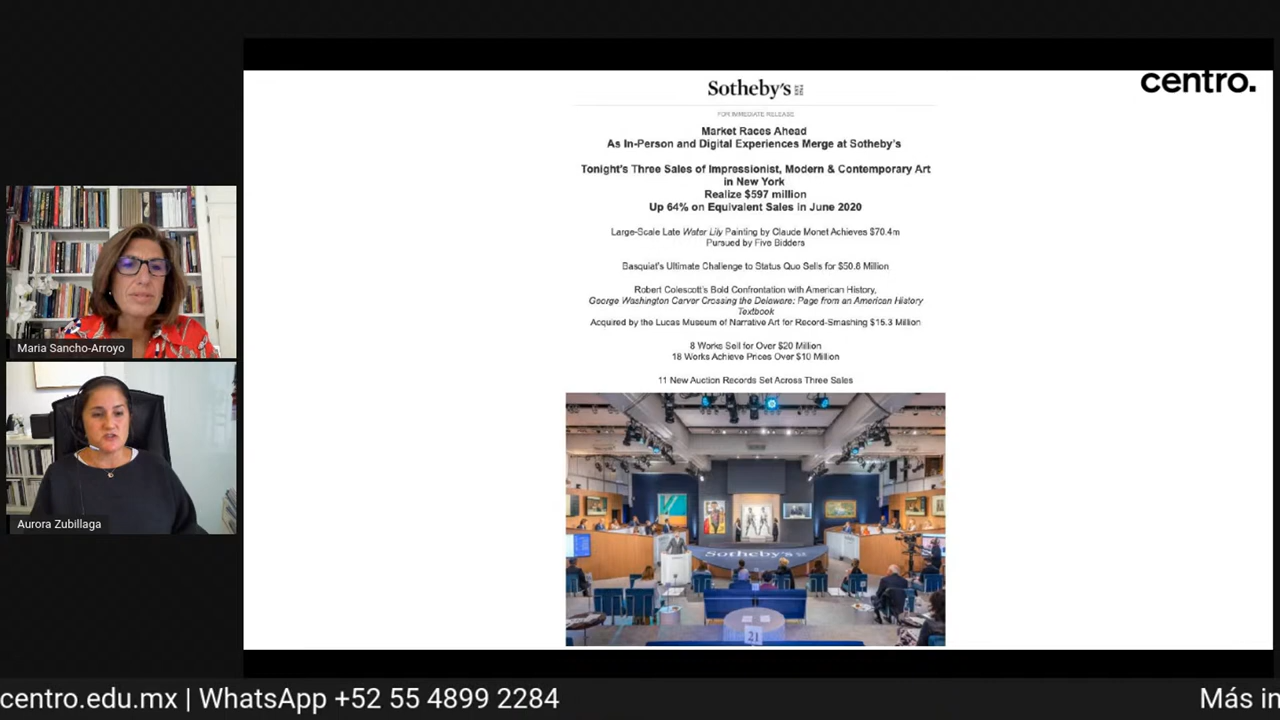 centro.
Sotheby's EST. 1744
FOR IMMEDIATE RELEASE
Market Races Ahead
As In-Person and Digital Experiences Merge at Sotheby's
Tonight's Three Sales of Impressionist, Modern & Contemporary Art
in New York
Realize $597 million
Up 64% on Equivalent Sales in June 2020
Large-Scale Late Water Lily Painting by Claude Monet Achieves $70.4m
Pursued by Five Bidders
Basquiat's Ultimate Challenge to Status Quo Sells for $50.8 Million
Robert Colescott's Bold Confrontation with American History,
George Washington Carver Crossing the Delaware: Page from an American History
Textbook
Acquired by the Lucas Museum of Narrative Art for Record-Smashing $15.3 Million
8 Works Sell for Over $20 Million
18 Works Achieve Prices Over $10 Million
11 New Auction Records Set Across Three Sales
Sotheby's
21
Maria Sancho-Arroyo
Aurora Zubillaga
centro.edu.mx | WhatsApp +52 55 4899 2284
Más in